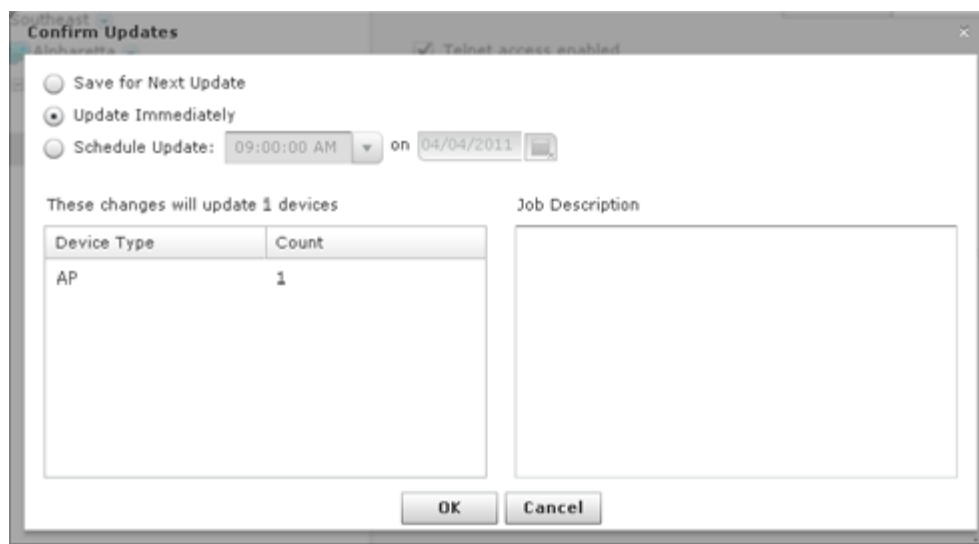 Southeast
Confirm Updates
Alpharetta
Telnet access enabled
Save for Next Update
Update Immediately
Schedule Update: 09:00:00 AM on 04/04/2011
These changes will update 1 devices
Job Description
Device Type Count
AP 1
OK Cancel